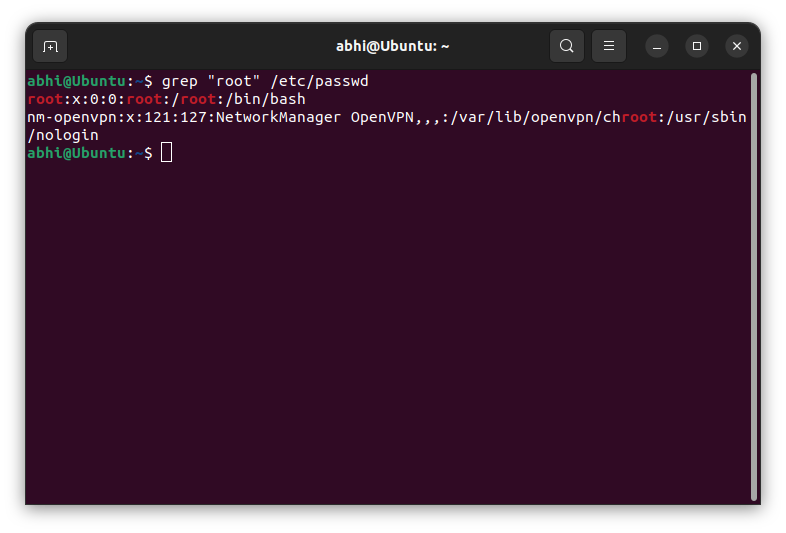 abhi@Ubuntu: ~
abhi@Ubuntu:~$ grep "root" /etc/passwd
root:x:0:0:root:/root:/bin/bash
nm-openvpn:x:121:127:NetworkManager OpenVPN,,,:/var/lib/openvpn/chroot:/usr/sbin
/nologin
abhi@Ubuntu:~$